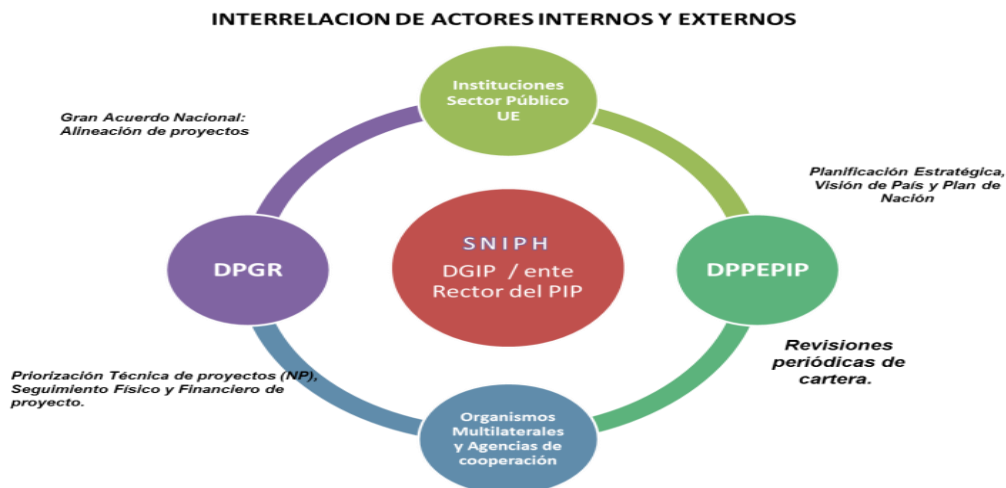 INTERRELACION DE ACTORES INTERNOS Y EXTERNOS
Instituciones
Sector Público
UE
Gran Acuerdo Nacional:
Alineación de proyectos
Planificación Estratégica,
Visión de País y Plan de
Nación
SNIPH
DGIP / ente
Rector del PIP
DPGR
DPPEPIP
Revisiones
periódicas de
cartera.
Priorización Técnica de proyectos (NP),
Seguimiento Físico y Financiero de
proyecto.
Organismos
Multilaterales
y Agencias de
cooperación